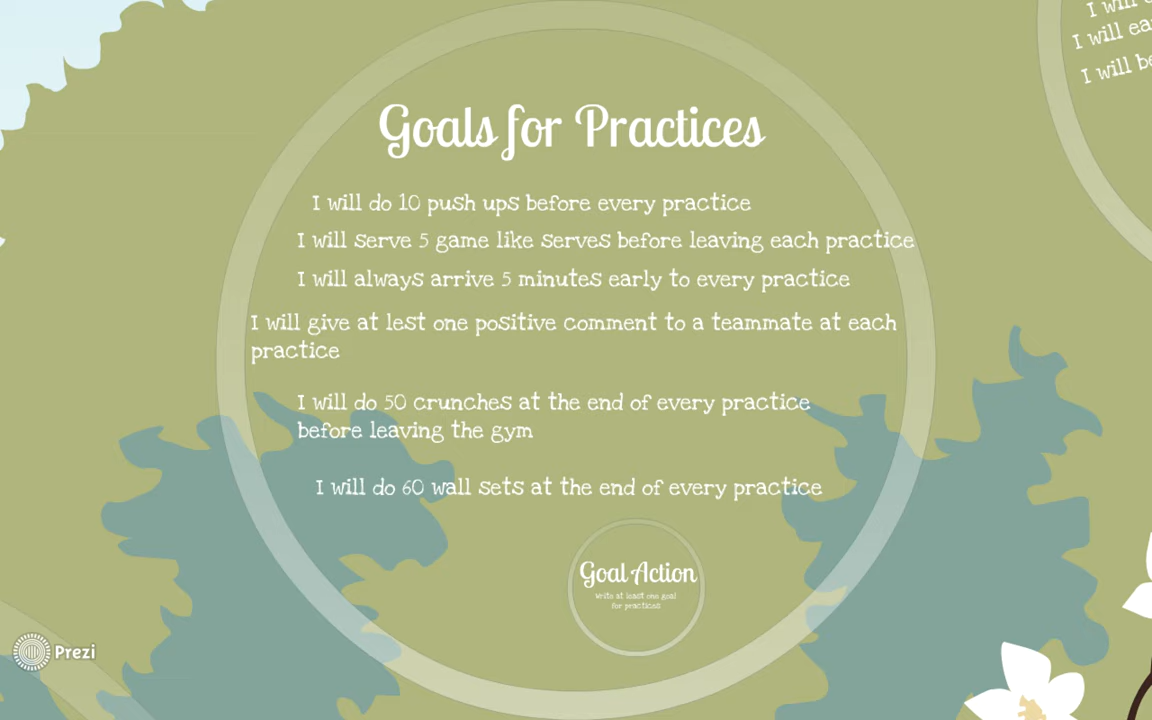 Goals for Practices
I will do 10 push ups before every practice
I will serve 5 game like serves before leaving each practice
I will always arrive 5 minutes early to every practice
I will give at lest one positive comment to a teammate at each
practice
I will do 50 crunches at the end of every practice
before leaving the gym
I will do 60 wall sets at the end of every practice
Goal Action
write at least one goal
for practices
I will
I will
I will
Prezi